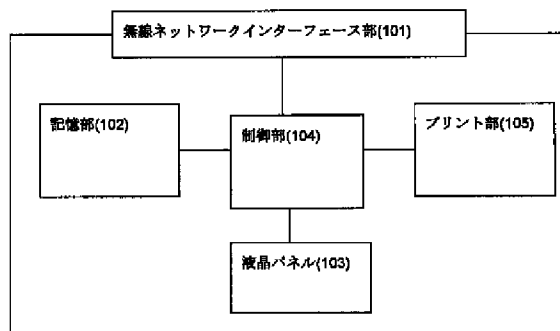 無線ネットワークインターフェース部(101)
記憶部(102)
制御部(104)
プリント部(105)
液晶パネル(103)